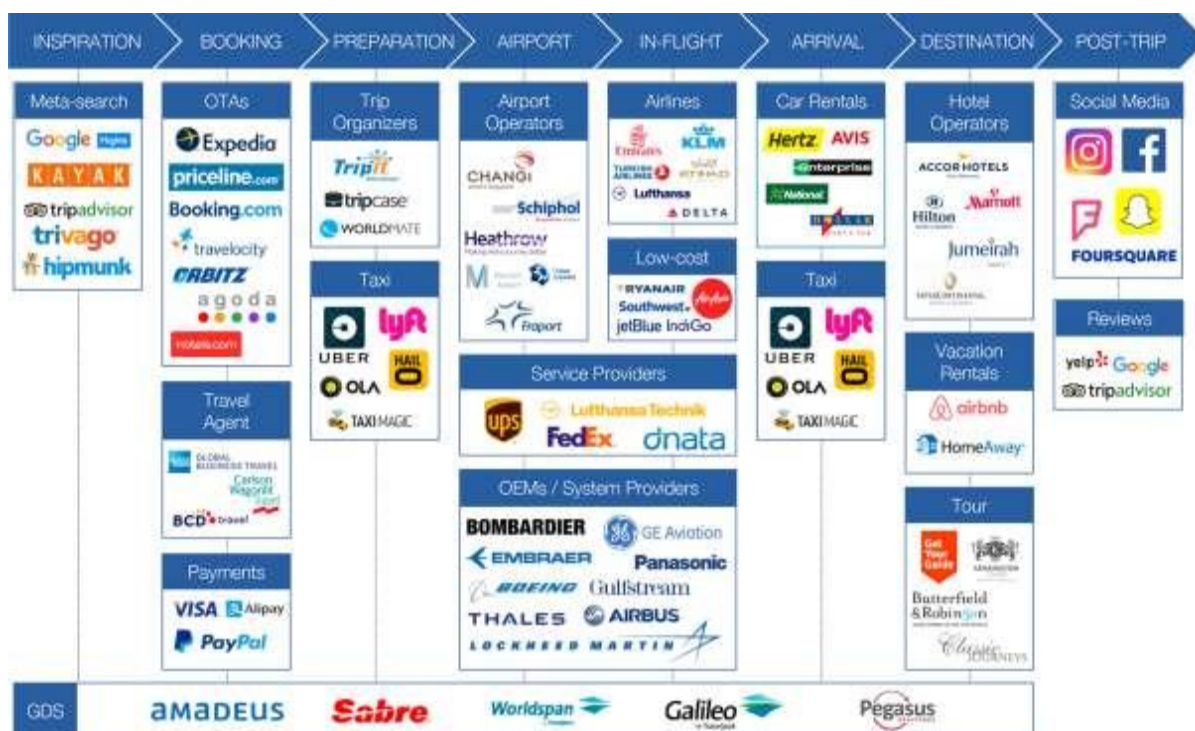 INSPIRATION
BOOKING
PREPARATION
AIRPORT
IN-FLIGHT
ARRIVAL
DESTINATION
POST-TRIP
Meta-search
Google
KAYAK
tripadvisor
trivago
hipmunk
OTAs
Expedia
priceline.com
Booking.com
travelocity
ORBITZ
agoda
Hotels.com
Travel
Agent
GLOBAL
BUSINESS TRAVEL
Carlson
Wagonlit
BCD travel
Payments
VISA Alipay
PayPal
Trip
Organizers
TripIt
tripcase
WORLDMATE
Taxi
lyft
UBER
HAIL
OLA
TAXI MAGIC
Airport
Operators
CHANGI
Schiphol
Heathrow
Fraport
Airlines
Emirates
KLM
TURKISH
AIRLINES
ETIHAD
Lufthansa
DELTA
Low-cost
RYANAIR
AirAsia
Southwest
jetBlue IndiGo
Service Providers
ups
Lufthansa Technik
FedEx
dnata
OEMs / System Providers
BOMBARDIER
GE Aviation
EMBRAER
Panasonic
BOEING
Gulfstream
THALES
AIRBUS
LOCKHEED MARTIN
Car Rentals
Hertz
AVIS
enterprise
National
Taxi
lyft
UBER
HAIL
OLA
TAXI MAGIC
Hotel
Operators
ACCOR HOTELS
Hilton
Marriott
Jumeirah
INTERCONTINENTAL
Vacation
Rentals
airbnb
HomeAway
Tour
Get
Your
Guide
Butterfield
& Robinson
Classic
JOURNEYS
Social Media
FOURSQUARE
Reviews
yelp
Google
tripadvisor
GDS
amadeus
Sabre
Worldspan
Galileo
Pegasus